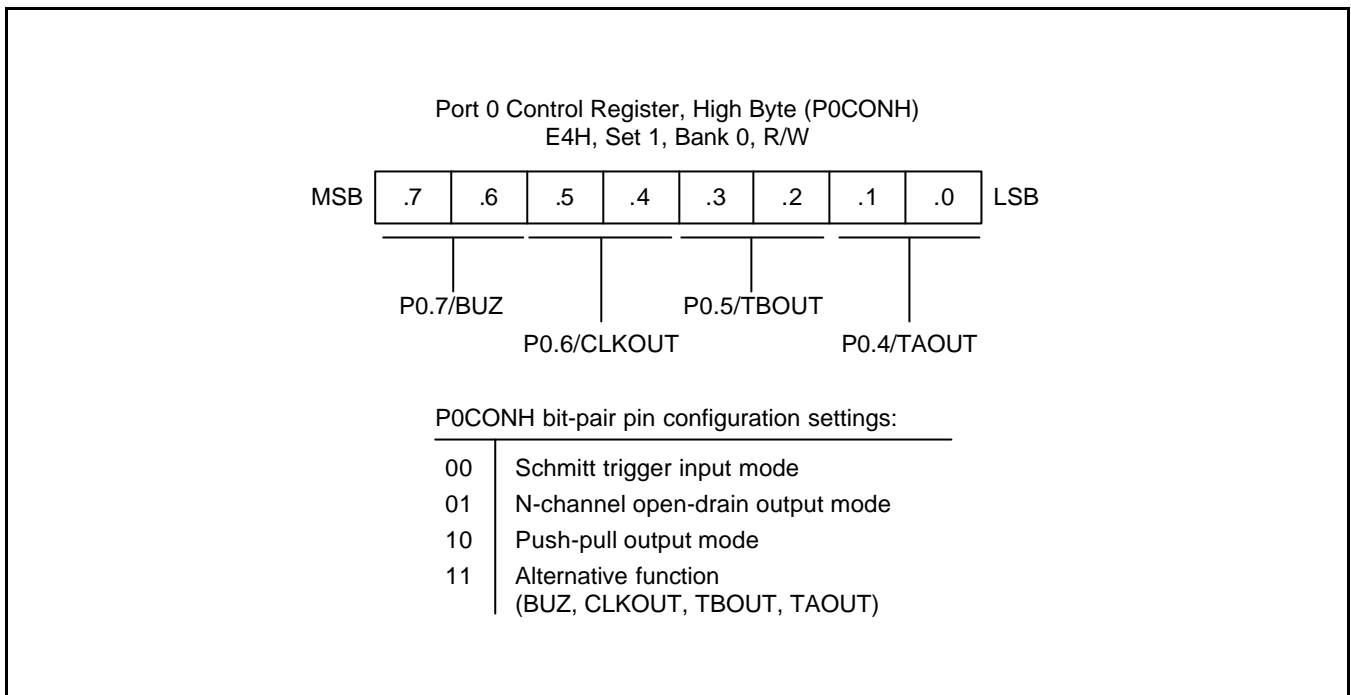 Port 0 Control Register, High Byte (P0CONH)
E4H, Set 1, Bank 0, R/W
MSB .7 .6 .5 .4 .3 .2 .1 .0 LSB
P0.7/BUZ P0.5/TBOUT
P0.6/CLKOUT P0.4/TAOUT
P0CONH bit-pair pin configuration settings:
00 Schmitt trigger input mode
01 N-channel open-drain output mode
10 Push-pull output mode
11 Alternative function
(BUZ, CLKOUT, TBOUT, TAOUT)